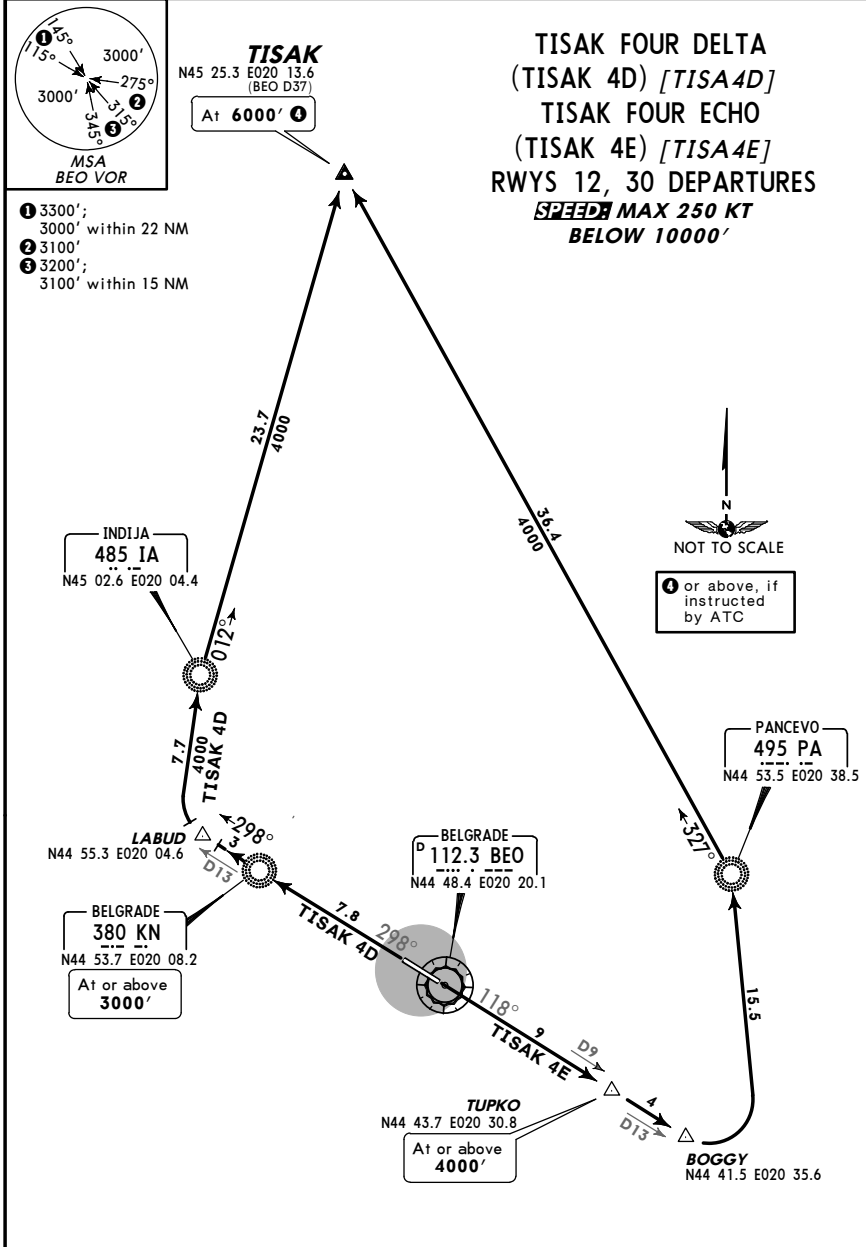 145°
❶
115°
3000'
275°
3000'
❷
315°
345°
❸
MSA
BEO VOR
❶ 3300';
3000' within 22 NM
❷ 3100'
❸ 3200';
3100' within 15 NM
TISAK
N45 25.3 E020 13.6
(BEO D37)
At 6000' ❹
TISAK FOUR DELTA
(TISAK 4D) [TISA4D]
TISAK FOUR ECHO
(TISAK 4E) [TISA4E]
RWYS 12, 30 DEPARTURES
SPEED: MAX 250 KT
BELOW 10000'
23.7
4000
36.4
4000
N
NOT TO SCALE
❹ or above, if
instructed
by ATC
INDIJA
485 IA
N45 02.6 E020 04.4
012°
7.7
4000
TISAK 4D
PANCEVO
495 PA
N44 53.5 E020 38.5
327°
LABUD
N44 55.3 E020 04.6
298°
3
D13
BELGRADE
380 KN
N44 53.7 E020 08.2
At or above
3000'
BELGRADE
D 112.3 BEO
N44 48.4 E020 20.1
7.8
TISAK 4D
298°
118°
9
TISAK 4E
D9
15.5
TUPKO
N44 43.7 E020 30.8
At or above
4000'
4
D13
BOGGY
N44 41.5 E020 35.6